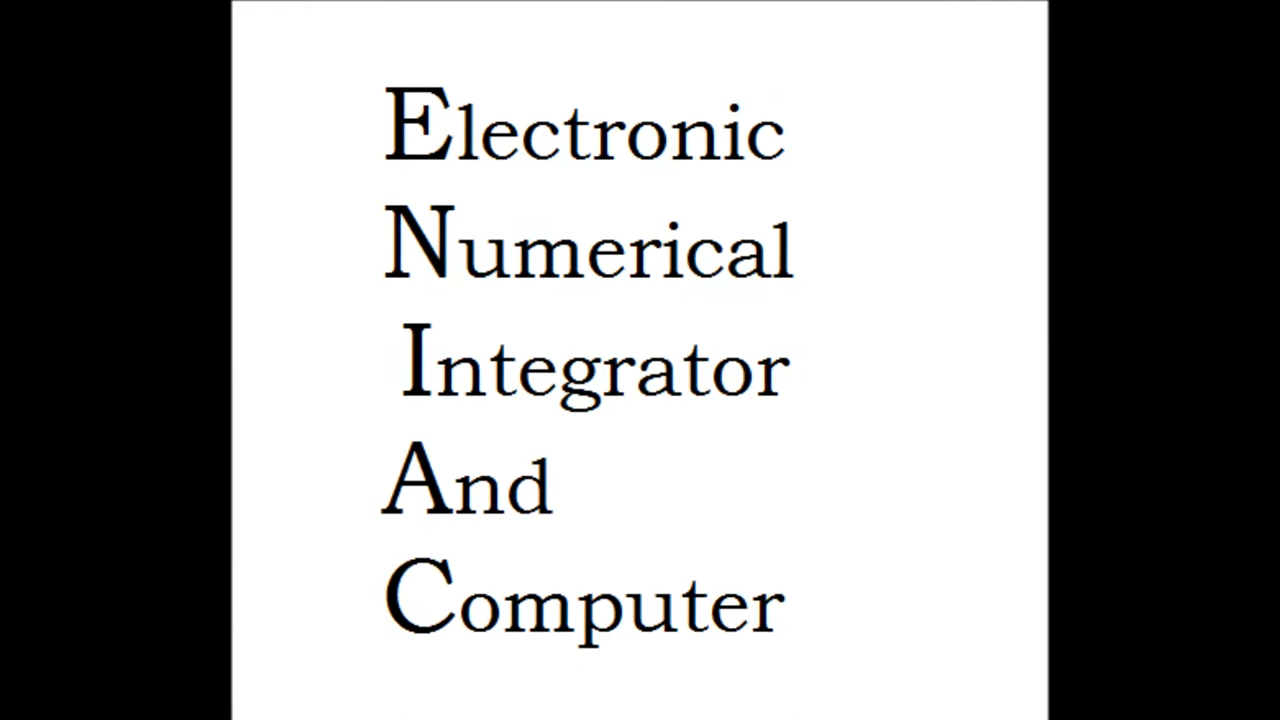 Electronic
Numerical
Integrator
And
Computer